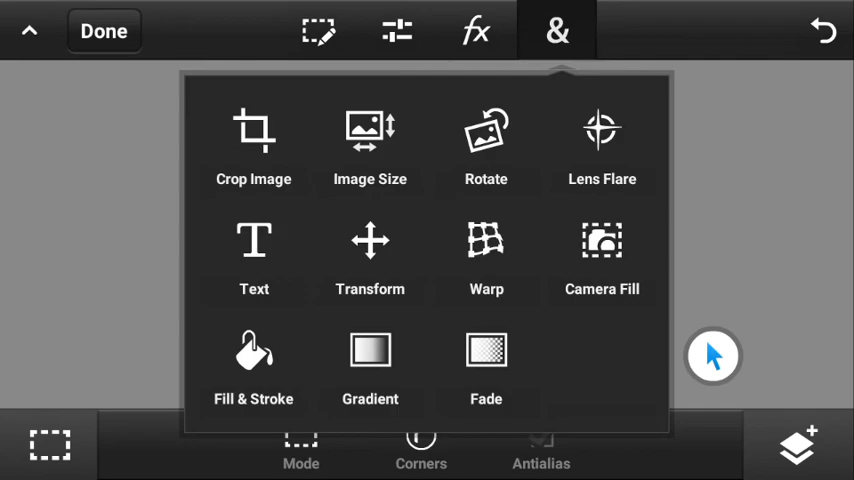 Done fx &
Crop Image Image Size Rotate Lens Flare
T
Text Transform Warp Camera Fill
Fill & Stroke Gradient Fade
Mode Corners Antialias